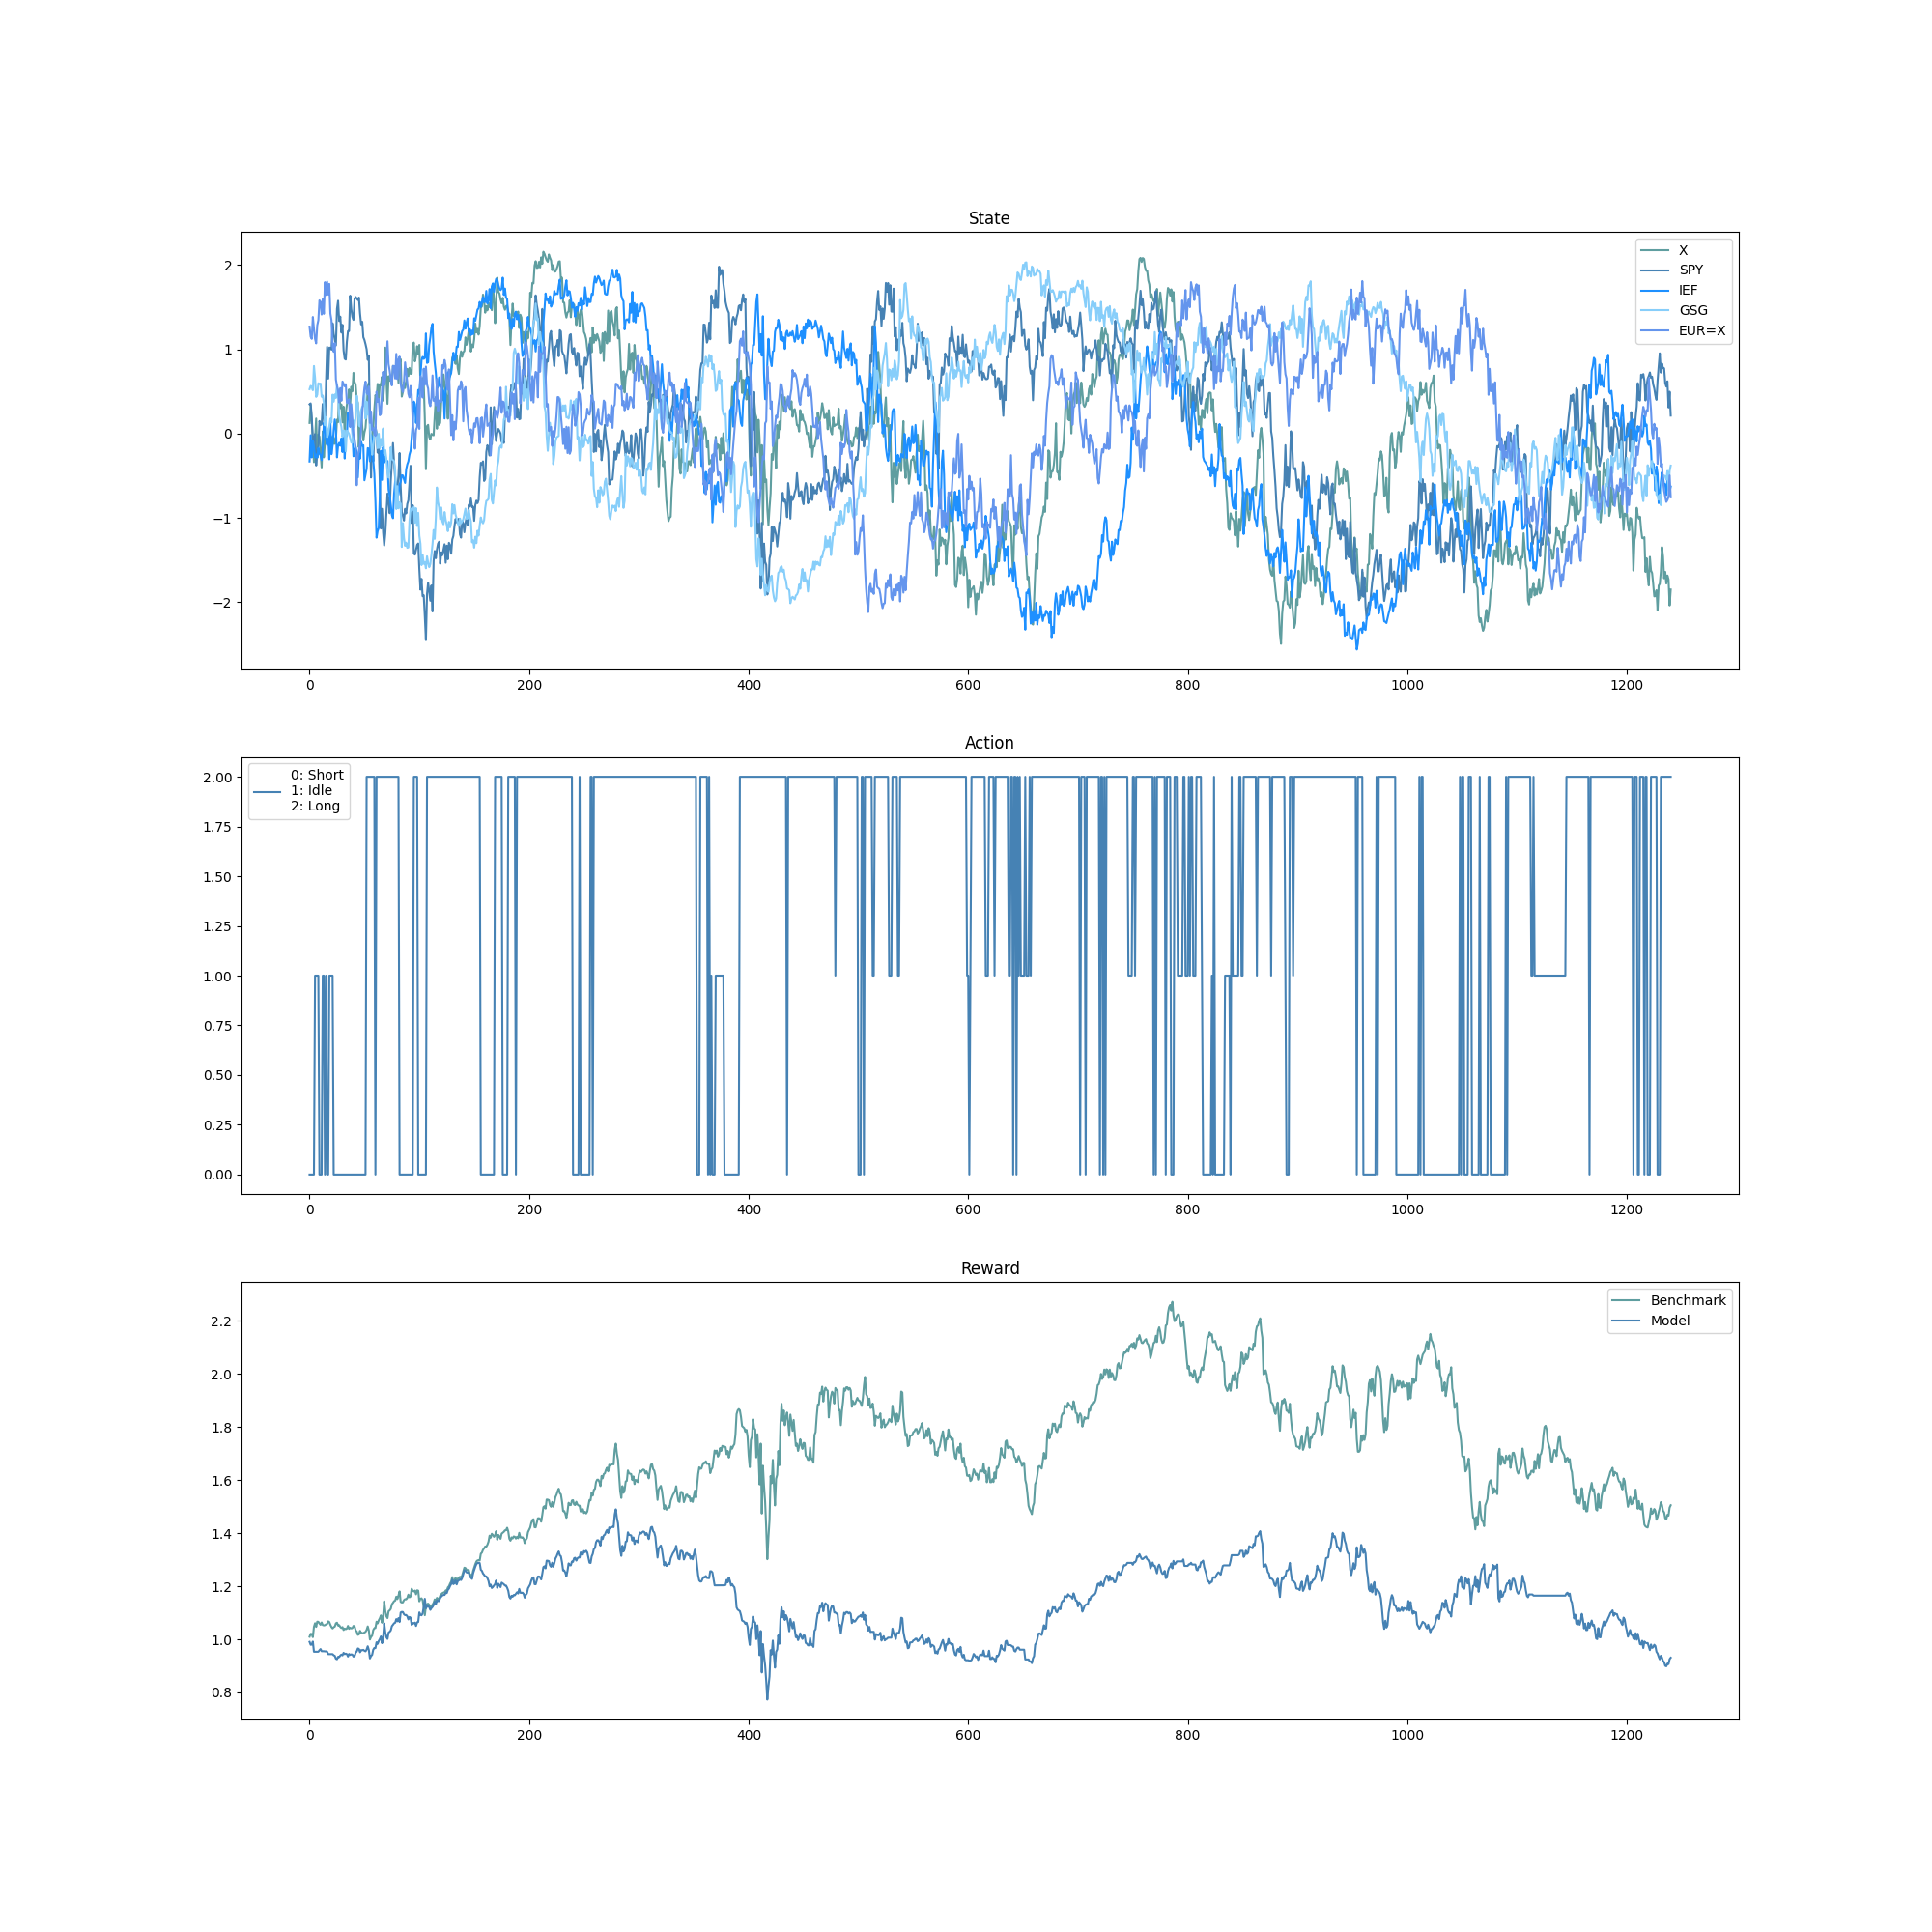 State
2
1
0
−1
−2
X
SPY
IEF
GSG
EUR=X
0 200 400 600 800 1000 1200
Action
2.00
1.75
1.50
1.25
1.00
0.75
0.50
0.25
0.00
0: Short
1: Idle
2: Long
0 200 400 600 800 1000 1200
Reward
2.2
2.0
1.8
1.6
1.4
1.2
1.0
0.8
Benchmark
Model
0 200 400 600 800 1000 1200